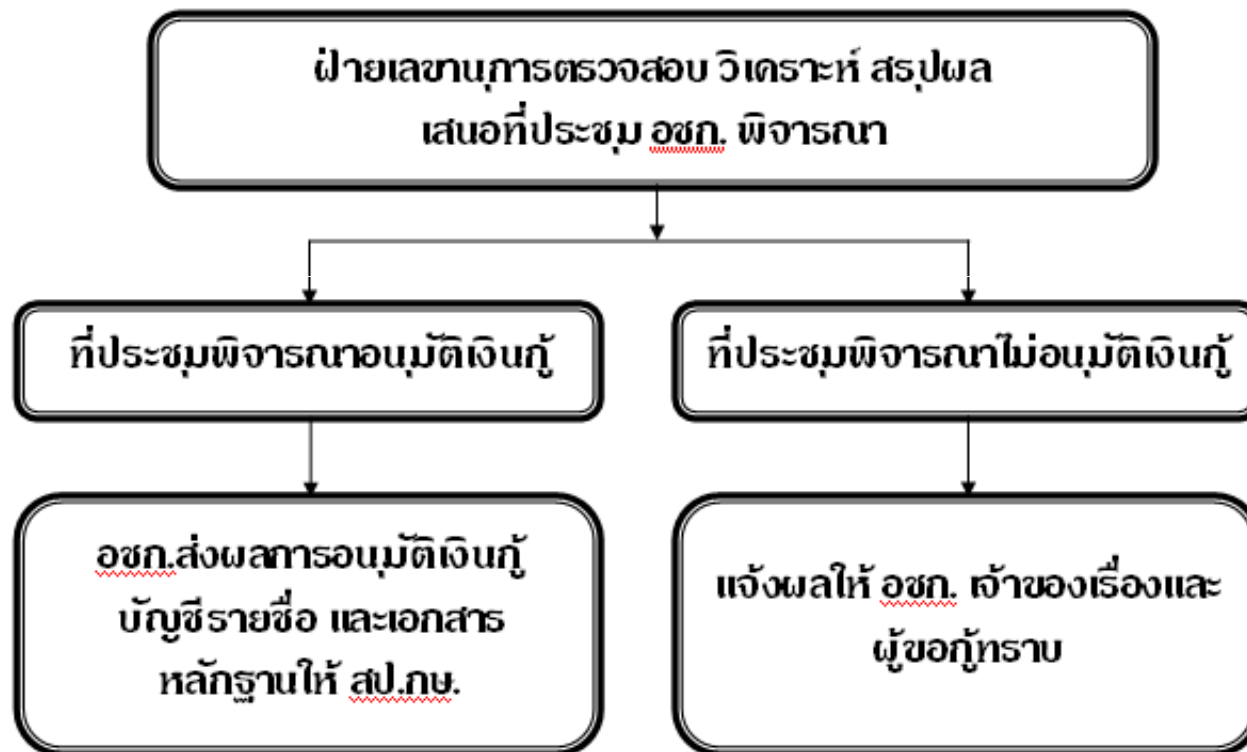 ฝ่ายเลขานุการตรวจสอบ วิเคราะห์ สรุปผล
เสนอที่ประชุม อชก. พิจารณา
ที่ประชุมพิจารณาอนุมัติเงินกู้
ที่ประชุมพิจารณาไม่อนุมัติเงินกู้
อชก.ส่งผลการอนุมัติเงินกู้
บัญชีรายชื่อ และเอกสาร
หลักฐานให้ สป.กษ.
แจ้งผลให้ อชก. เจ้าของเรื่องและ
ผู้ขอกู้ทราบ